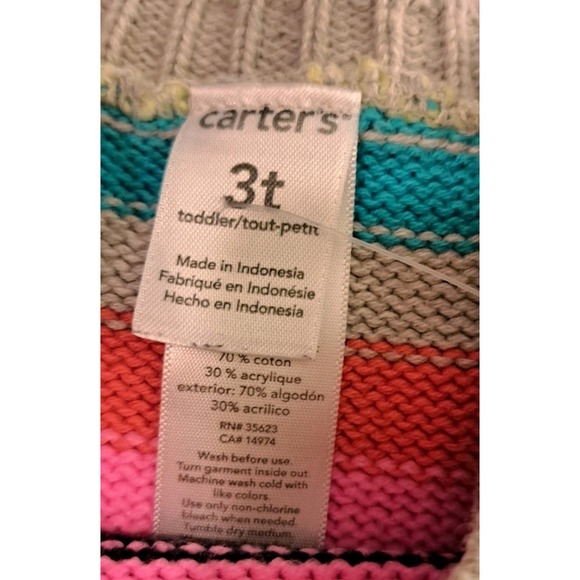 carter's®
3t
toddler/tout-petit
Made in Indonesia
Fabriqué en Indonésie
Hecho en Indonesia
70 % coton
30 % acrylique
exterior: 70% algodón
30% acrilico
RN# 35623
CA# 14974
Wash before use.
Turn garment inside out.
Machine wash cold with
like colors.
Use only non-chlorine
bleach when needed.
Tumble dry medium.